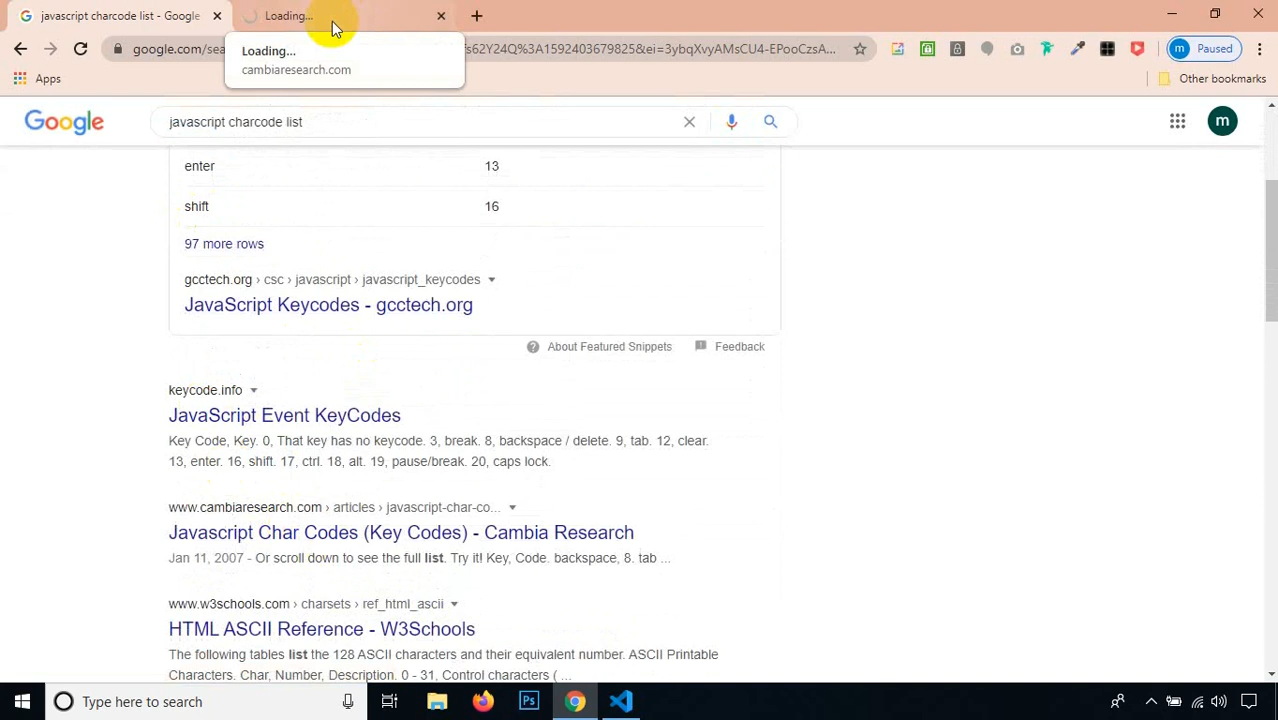 javascript charcode list - Google
Loading...
Loading...
cambiaresearch.com
google.com/sea
fs62Y24Q%3A1592403679825&ei=3ybqXvyAMsCU4-EPooCzsA...
m Paused
Apps
Other bookmarks
Google
javascript charcode list
m
enter 13
shift 16
97 more rows
gcctech.org › csc › javascript › javascript_keycodes
JavaScript Keycodes - gcctech.org
About Featured Snippets Feedback
keycode.info
JavaScript Event KeyCodes
Key Code, Key. 0, That key has no keycode. 3, break. 8, backspace / delete. 9, tab. 12, clear.
13, enter. 16, shift. 17, ctrl. 18, alt. 19, pause/break. 20, caps lock.
www.cambiaresearch.com › articles › javascript-char-co...
Javascript Char Codes (Key Codes) - Cambia Research
Jan 11, 2007 - Or scroll down to see the full list. Try it! Key, Code. backspace, 8. tab ...
www.w3schools.com › charsets › ref_html_ascii
HTML ASCII Reference - W3Schools
The following tables list the 128 ASCII characters and their equivalent number. ASCII Printable
Characters. Char, Number, Description. 0 - 31, Control characters ( ...
Type here to search
Ps